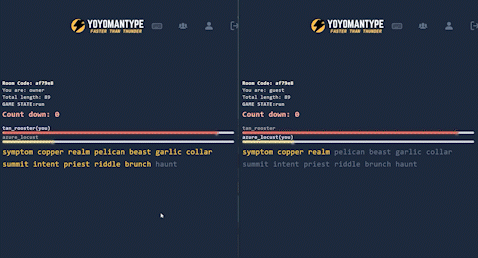 YOYOMANTYPE
FASTER THAN THUNDER
Room Code: af79e8
You are: owner
Total length: 89
GAME STATE:rom
Count down: 0
tan_rooster(you)
azure_locust
symptom copper realm pelican beast garlic collar
summit intent priest riddle brunch haunt
YOYOMANTYPE
FASTER THAN THUNDER
Room Code: af79e8
You are: guest
Total length: 89
GAME STATE:rom
Count down: 0
tan_rooster
azure_locust(you)
symptom copper realm pelican beast garlic collar
summit intent priest riddle brunch haunt